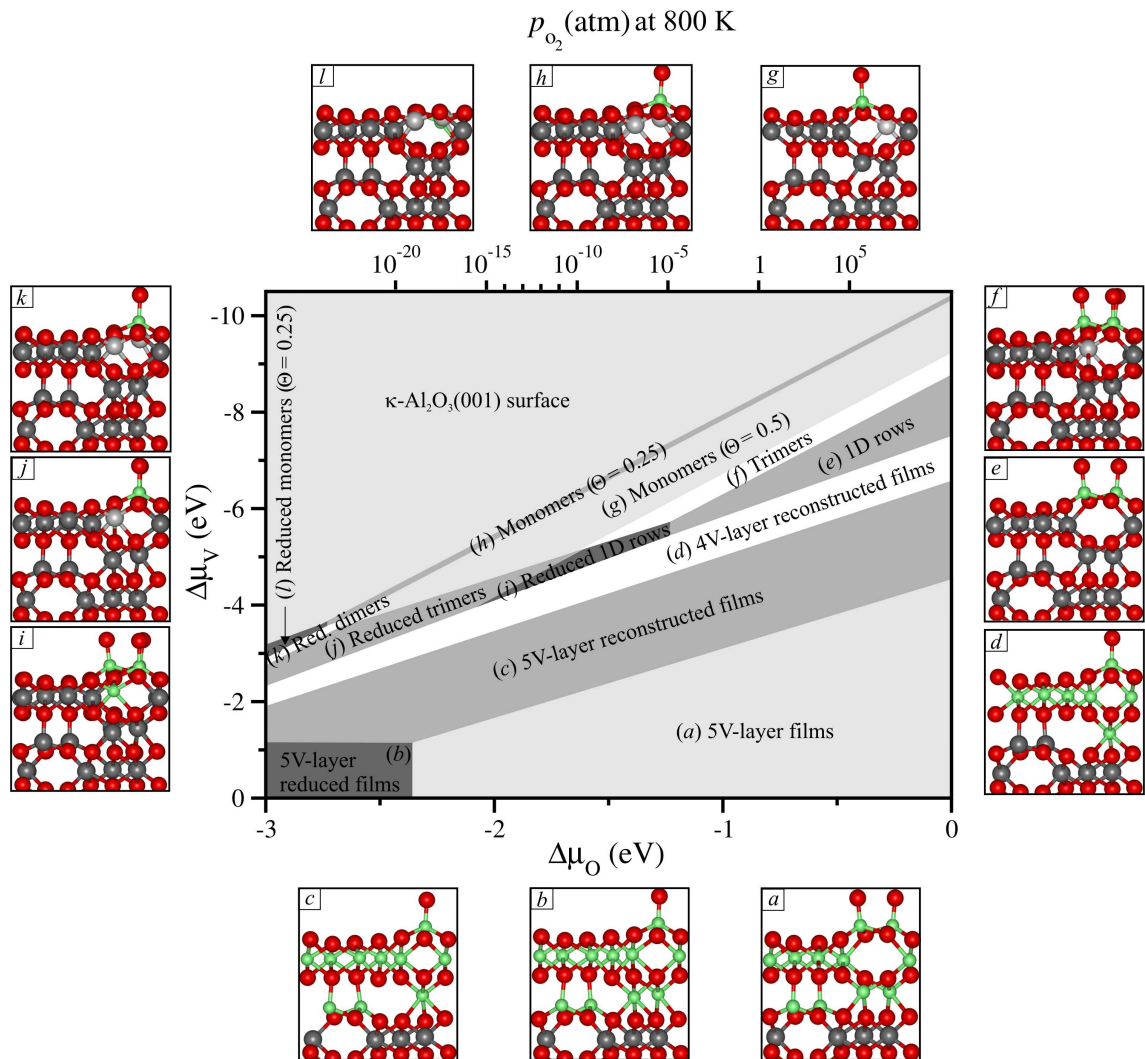 p_O₂ (atm) at 800 K
l
h
g
10⁻²⁰ 10⁻¹⁵ 10⁻¹⁰ 10⁻⁵ 1 10⁵
k
j
i
f
e
d
Δμ_V (eV)
-10
-8
-6
-4
-2
0
κ-Al₂O₃(001) surface
(l) Reduced monomers (Θ = 0.25)
(h) Monomers (Θ = 0.25)
(g) Monomers (Θ = 0.5)
(f) Trimers
(e) 1D rows
(k) Red. dimers
(j) Reduced trimers
(i) Reduced 1D rows
(d) 4V-layer reconstructed films
(c) 5V-layer reconstructed films
(a) 5V-layer films
(b)
5V-layer
reduced films
-3 -2 -1 0
Δμ_O (eV)
c
b
a